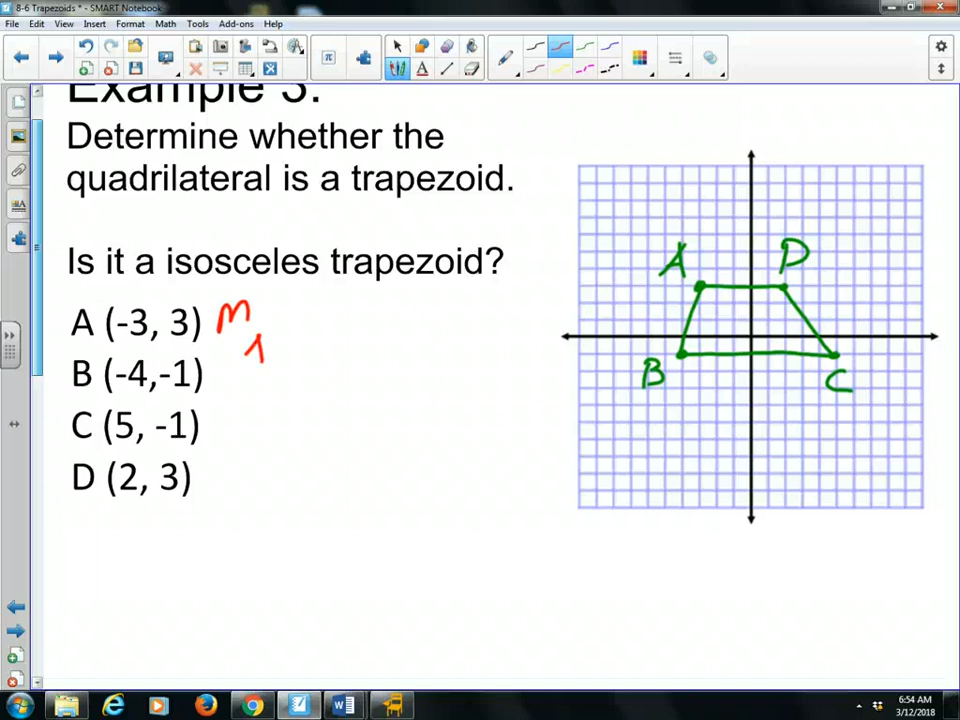 8-6 Trapezoids * - SMART Notebook
File Edit View Insert Format Math Tools Add-ons Help
Example 3:
Determine whether the
quadrilateral is a trapezoid.
Is it a isosceles trapezoid?
A (-3, 3) m
B (-4,-1)
C (5, -1)
D (2, 3)
A D
B C
6:54 AM
3/12/2018